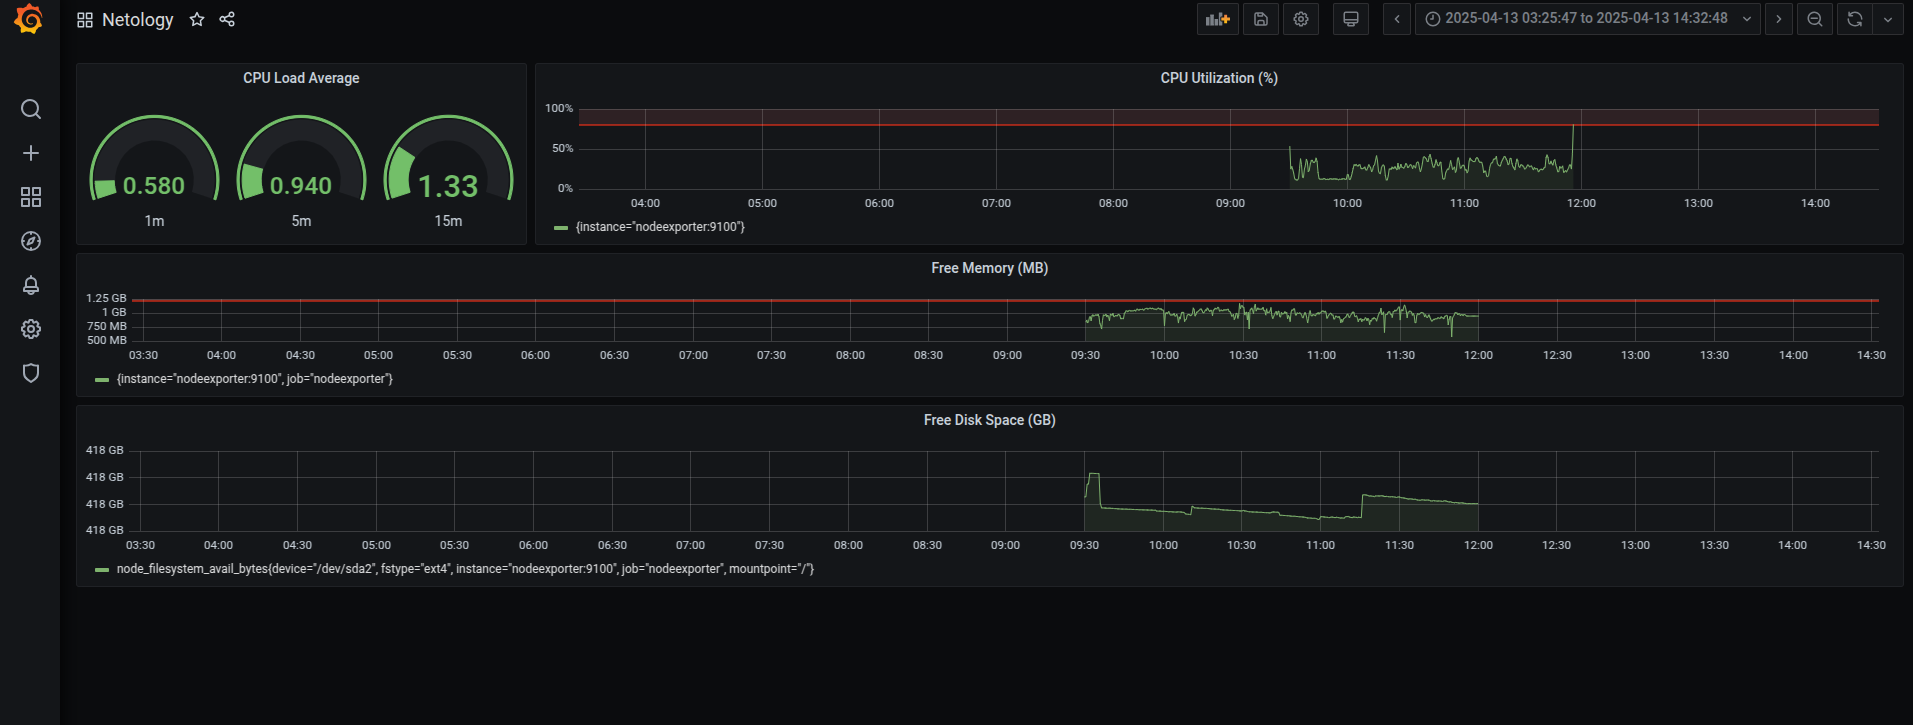 Netology
2025-04-13 03:25:47 to 2025-04-13 14:32:48
CPU Load Average
0.580
0.940
1.33
1m
5m
15m
CPU Utilization (%)
100%
50%
0%
04:00 05:00 06:00 07:00 08:00 09:00 10:00 11:00 12:00 13:00 14:00
{instance="nodeexporter:9100"}
Free Memory (MB)
1.25 GB
1 GB
750 MB
500 MB
03:30 04:00 04:30 05:00 05:30 06:00 06:30 07:00 07:30 08:00 08:30 09:00 09:30 10:00 10:30 11:00 11:30 12:00 12:30 13:00 13:30 14:00 14:30
{instance="nodeexporter:9100", job="nodeexporter"}
Free Disk Space (GB)
418 GB
418 GB
418 GB
418 GB
03:30 04:00 04:30 05:00 05:30 06:00 06:30 07:00 07:30 08:00 08:30 09:00 09:30 10:00 10:30 11:00 11:30 12:00 12:30 13:00 13:30 14:00 14:30
node_filesystem_avail_bytes{device="/dev/sda2", fstype="ext4", instance="nodeexporter:9100", job="nodeexporter", mountpoint="/"}